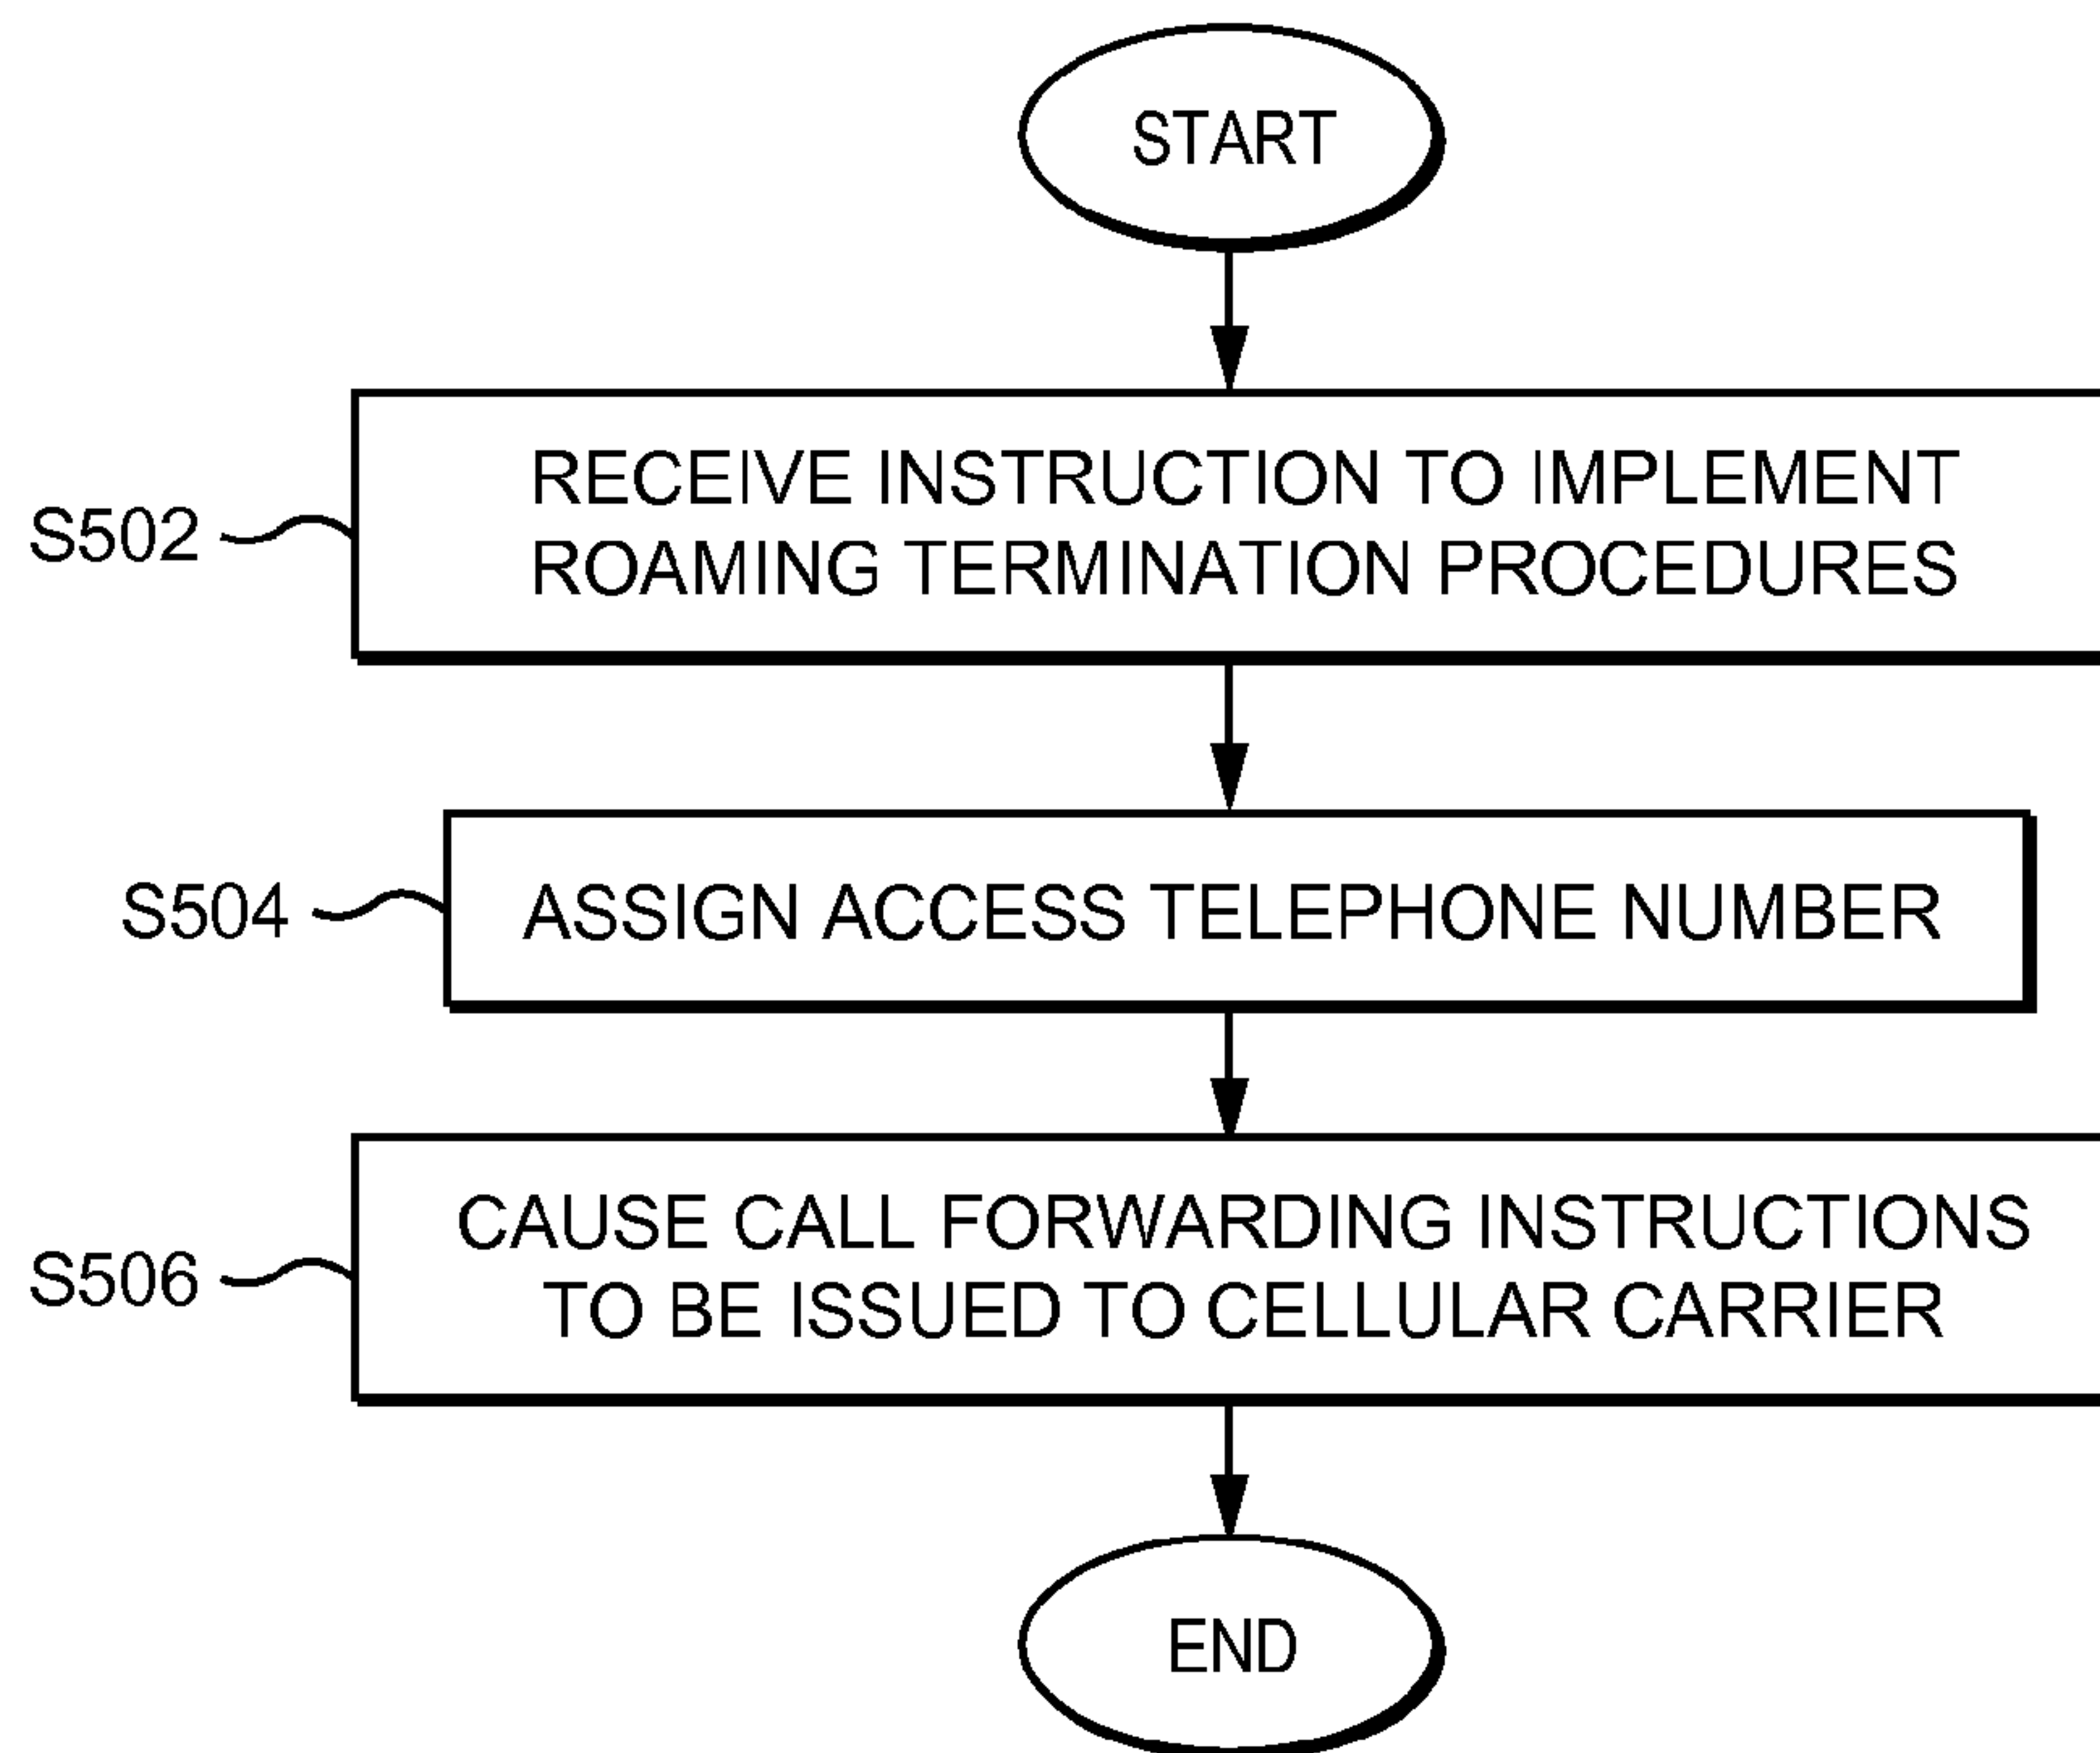 START
S502
RECEIVE INSTRUCTION TO IMPLEMENT
ROAMING TERMINATION PROCEDURES
S504
ASSIGN ACCESS TELEPHONE NUMBER
S506
CAUSE CALL FORWARDING INSTRUCTIONS
TO BE ISSUED TO CELLULAR CARRIER
END